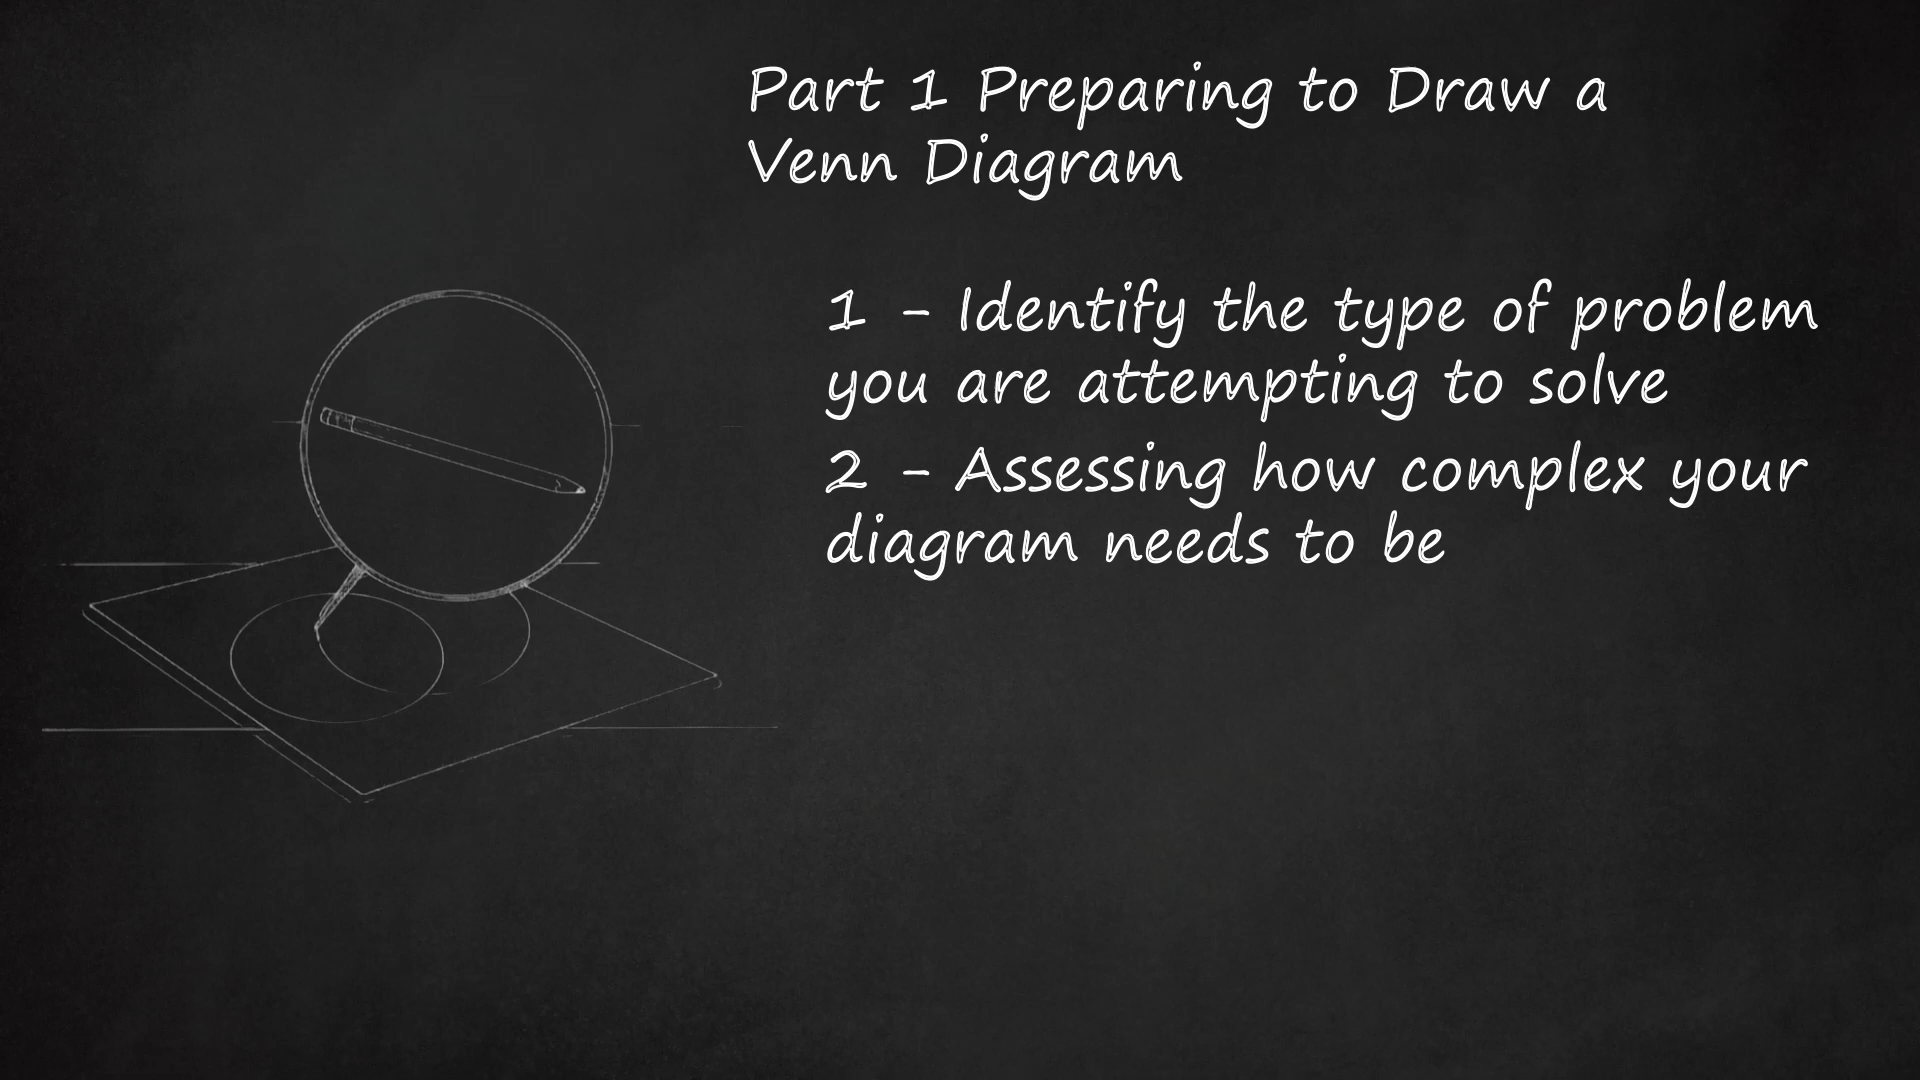 Part 1 Preparing to Draw a
Venn Diagram
1 - Identify the type of problem
you are attempting to solve
2 - Assessing how complex your
diagram needs to be